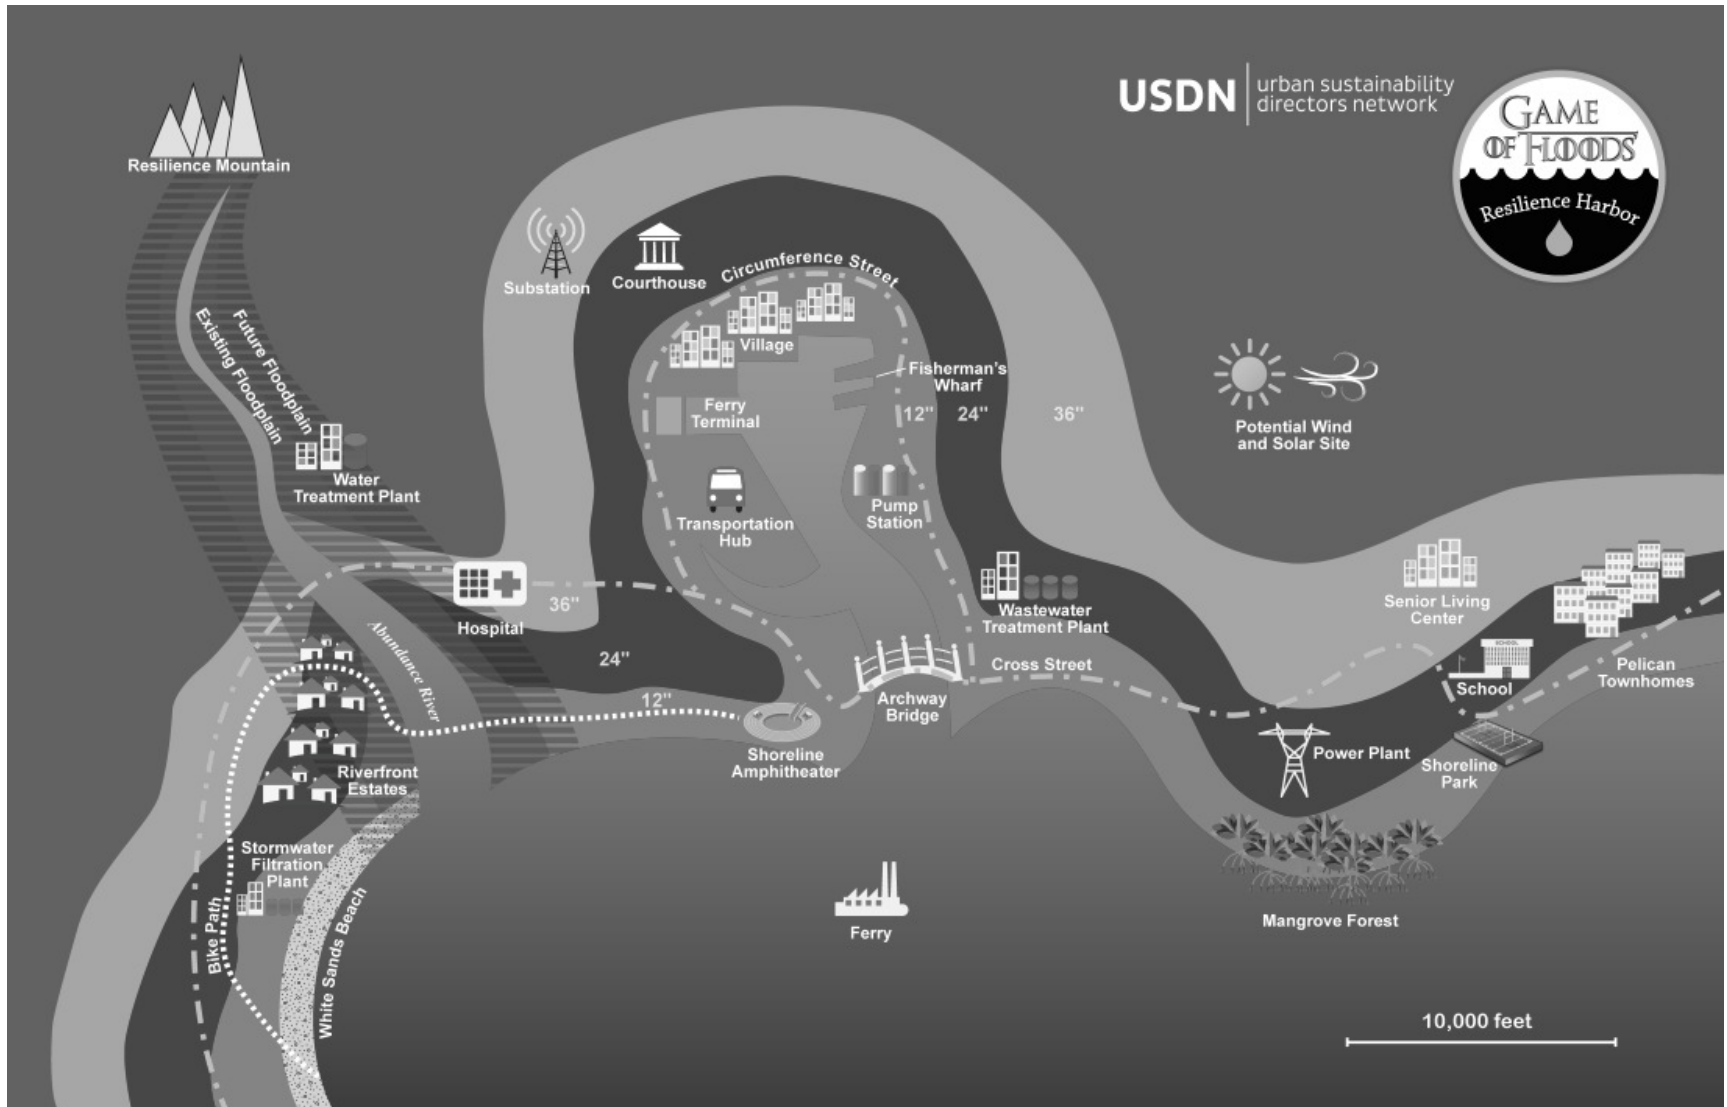 USDN
urban sustainability
directors network
GAME
OF FLOODS
Resilience Harbor
Resilience Mountain
Substation
Courthouse
Circumference Street
Existing Floodplain
Future Floodplain
Village
Fisherman's
Wharf
Ferry
Terminal
12"
24"
36"
Potential Wind
and Solar Site
Water
Treatment Plant
Transportation
Hub
Pump
Station
Hospital
36"
24"
12"
Abundance River
Wastewater
Treatment Plant
Senior Living
Center
SCHOOL
School
Pelican
Townhomes
Cross Street
Archway
Bridge
Shoreline
Amphitheater
Power Plant
Shoreline
Park
Riverfront
Estates
Stormwater
Filtration
Plant
Bike Path
White Sands Beach
Ferry
Mangrove Forest
10,000 feet